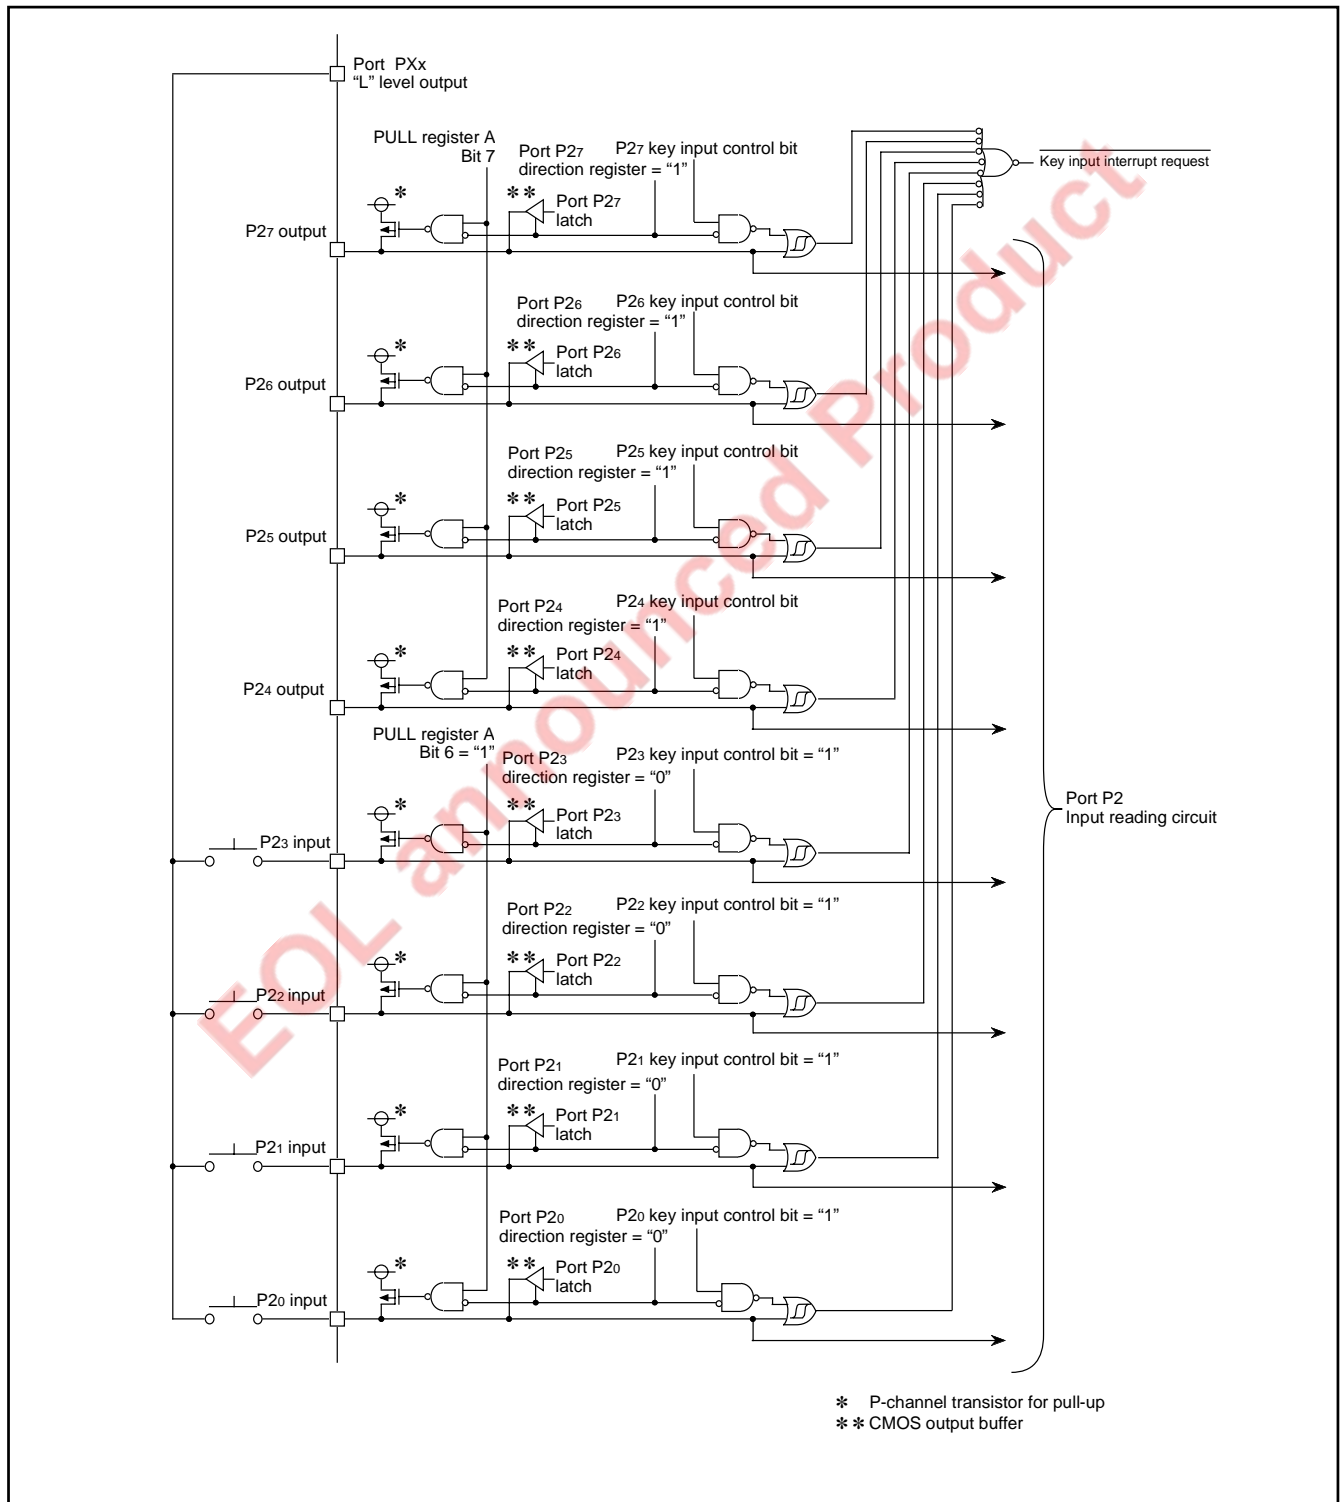 Port PXx
“L” level output
PULL register A
Bit 7
Port P27
direction register = “1”
P27 key input control bit
Key input interrupt request
*
**
Port P27
latch
P27 output
Port P26
direction register = “1”
P26 key input control bit
*
**
Port P26
latch
P26 output
Port P25
direction register = “1”
P25 key input control bit
*
**
Port P25
latch
P25 output
Port P24
direction register = “1”
P24 key input control bit
*
**
Port P24
latch
P24 output
PULL register A
Bit 6 = “1”
Port P23
direction register = “0”
P23 key input control bit = “1”
*
**
Port P23
latch
P23 input
Port P2
Input reading circuit
Port P22
direction register = “0”
P22 key input control bit = “1”
*
**
Port P22
latch
P22 input
Port P21
direction register = “0”
P21 key input control bit = “1”
*
**
Port P21
latch
P21 input
Port P20
direction register = “0”
P20 key input control bit = “1”
*
**
Port P20
latch
P20 input
* P-channel transistor for pull-up
** CMOS output buffer
EOL announced Product